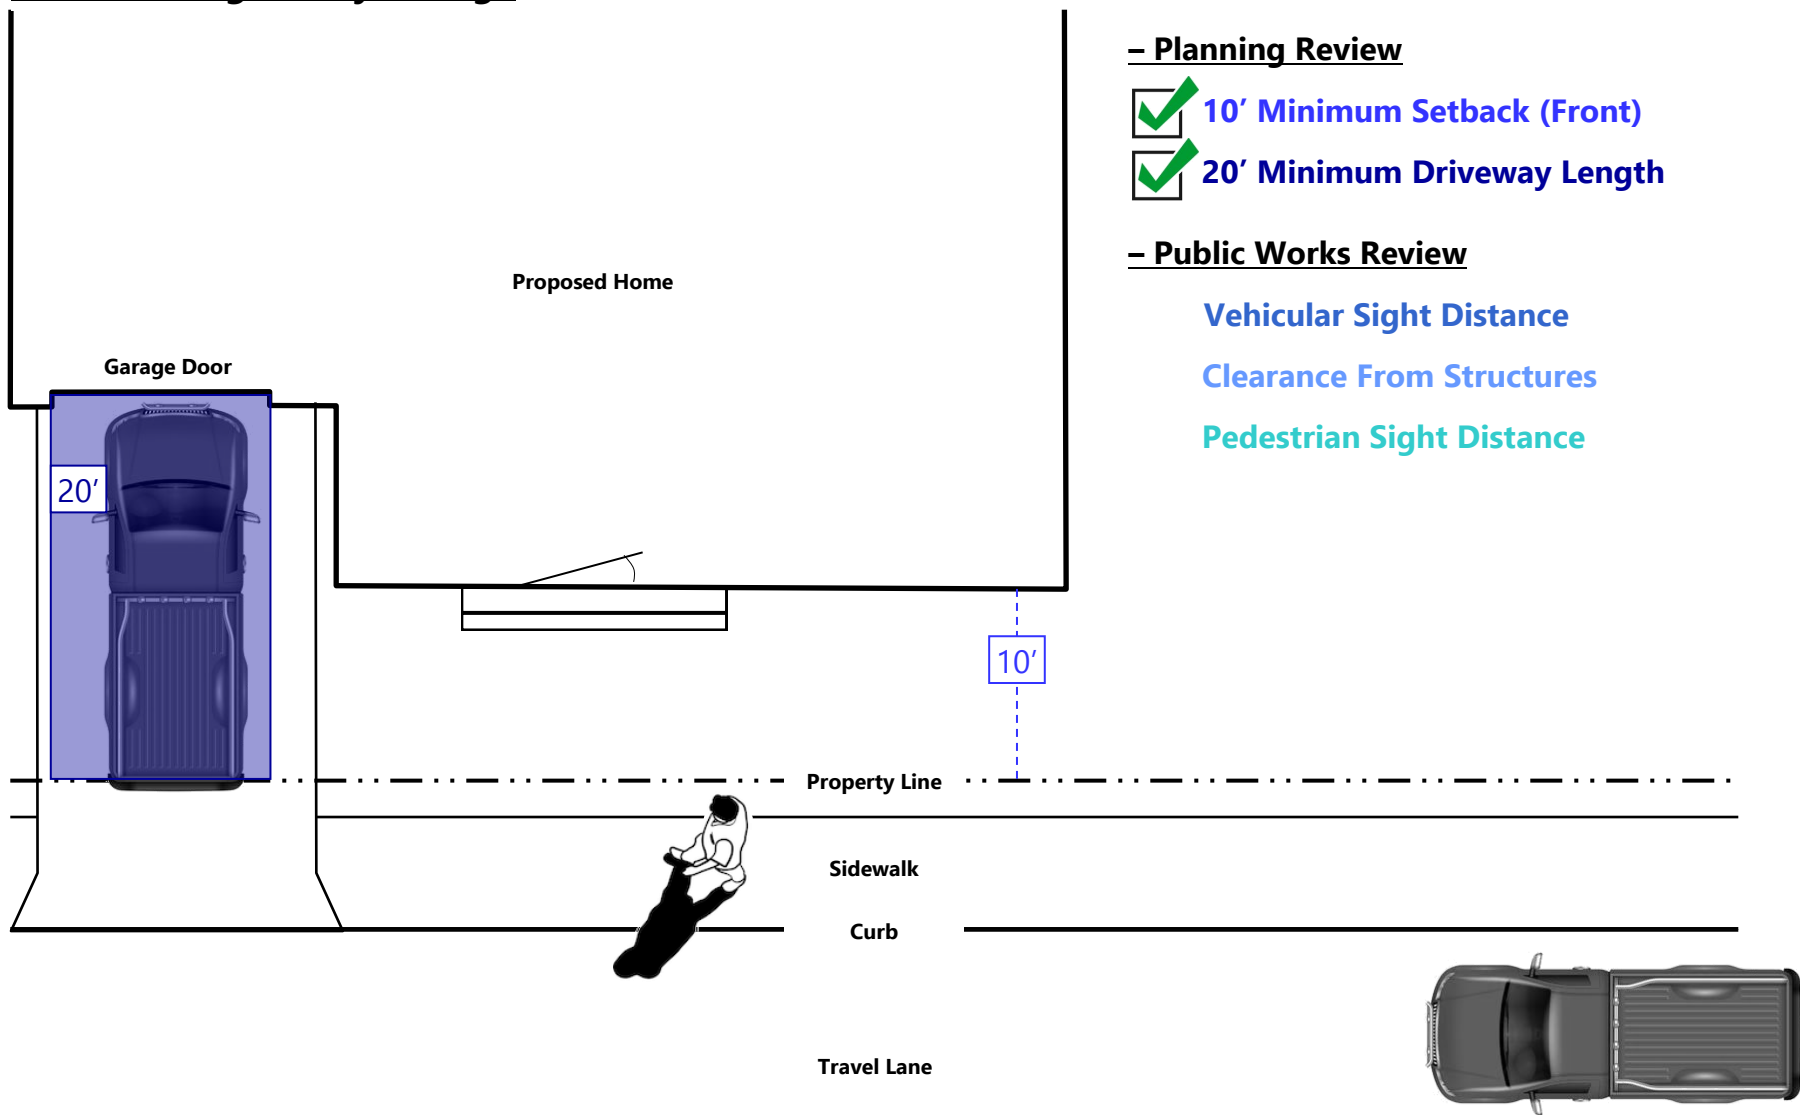 – Planning Review
10’ Minimum Setback (Front)
20’ Minimum Driveway Length
– Public Works Review
Proposed Home
Vehicular Sight Distance
Garage Door
Clearance From Structures
Pedestrian Sight Distance
20’
10’
Property Line
Sidewalk
Curb
Travel Lane